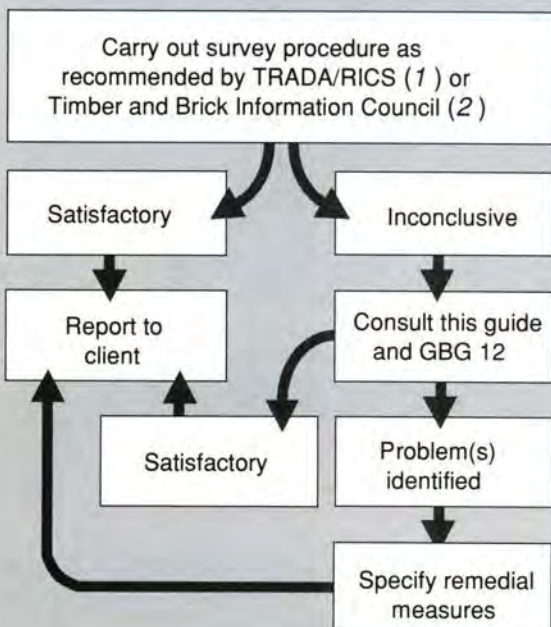 Carry out survey procedure as
recommended by TRADA/RICS (1 ) or
Timber and Brick Information Council (2 )
Satisfactory
Inconclusive
Report to
client
Consult this guide
and GBG 12
Satisfactory
Problem(s)
identified
Specify remedial
measures